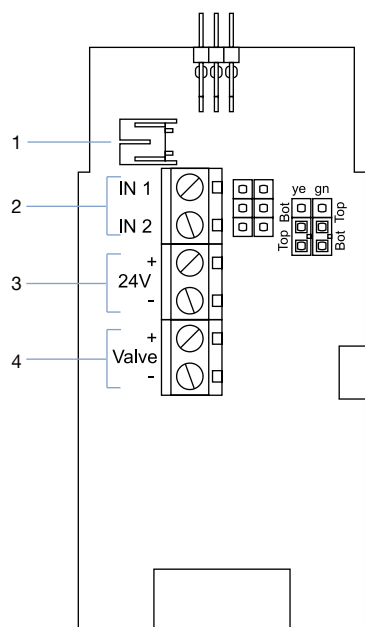 1
2
IN 1
IN 2
3
+
24V
-
4
+
Valve
-
ye gn
Bot
Top
Top
Bot